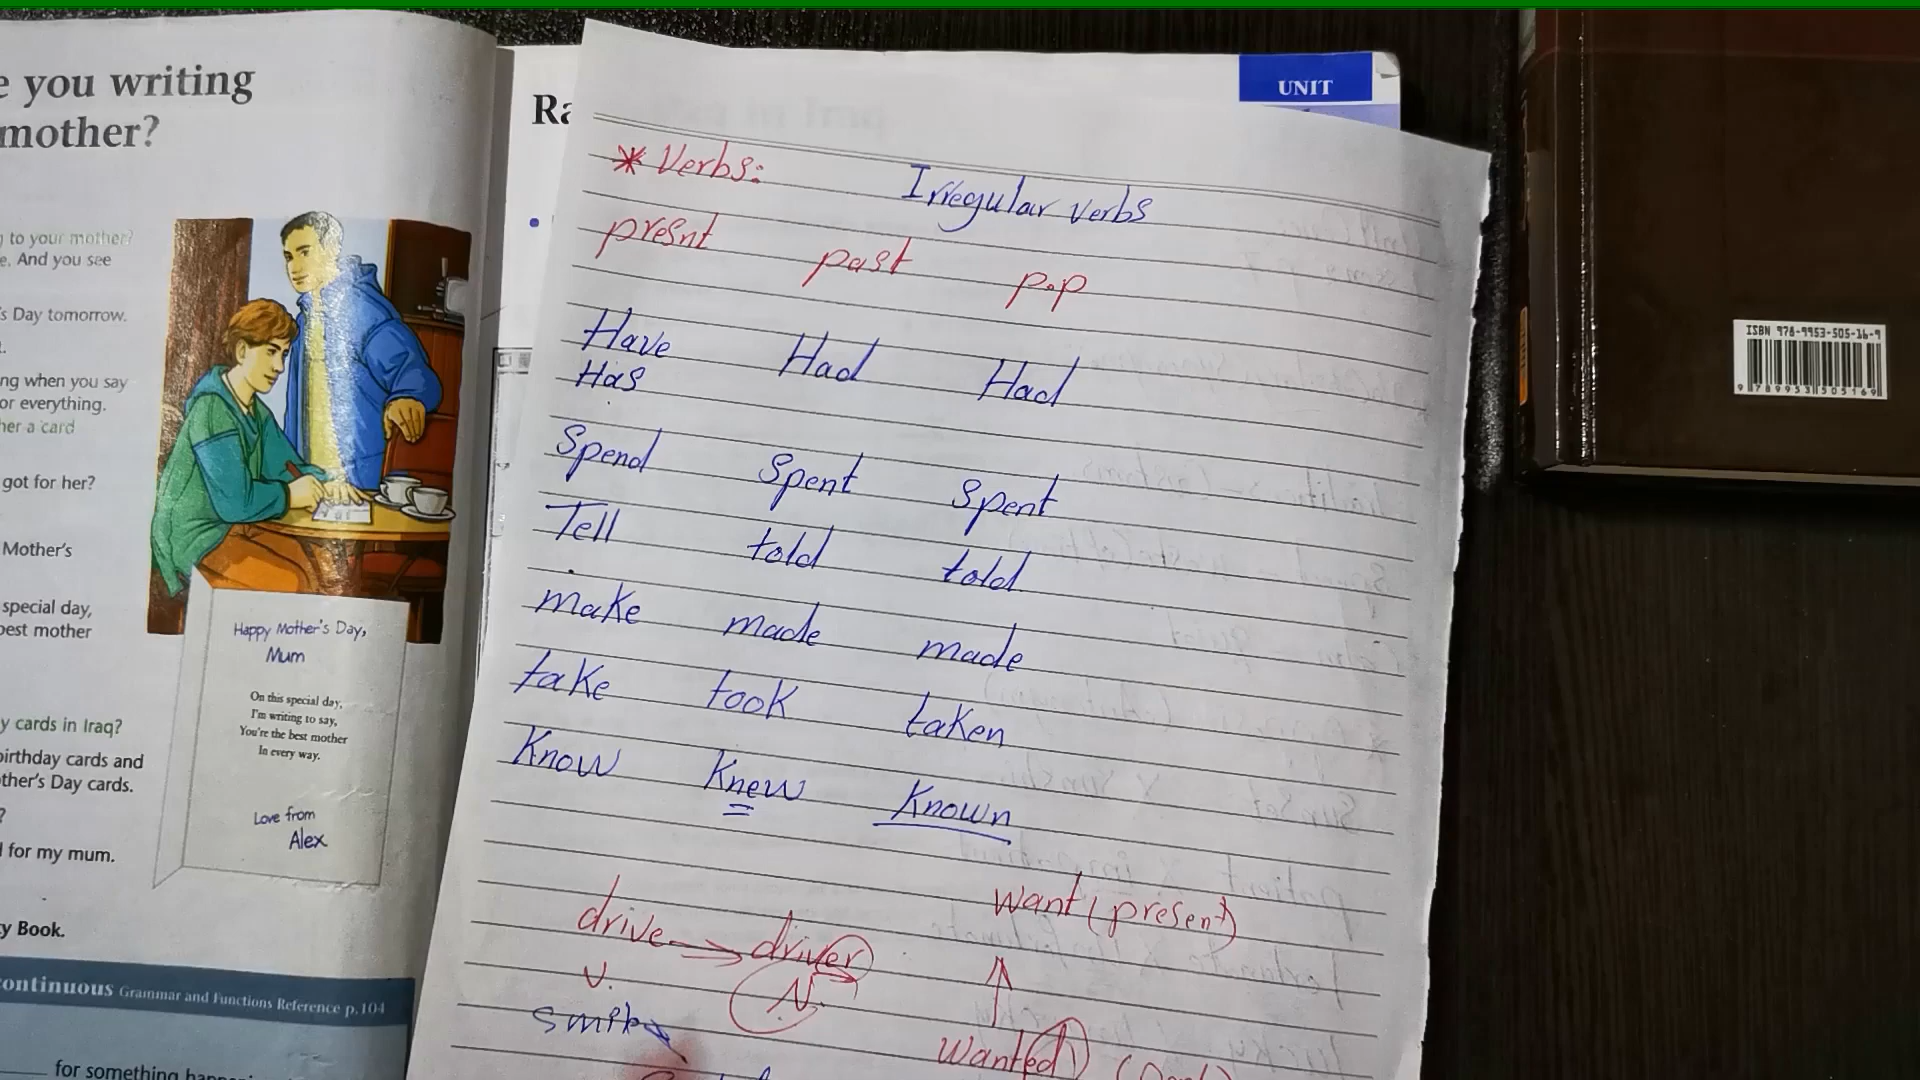 e you writing
mother?
to your mother?
e. And you see
's Day tomorrow.
ng when you say
or everything.
her a card
got for her?
Mother's
special day,
best mother
Happy Mother's Day,
Mum
On this special day,
I'm writing to say,
You're the best mother
In every way.
Love from
Alex
y cards in Iraq?
birthday cards and
ther's Day cards.
?
for my mum.
y Book.
ontinuous Grammar and Functions Reference p.104
for something
Ra
UNIT
* Verbs: Irregular verbs
presnt past p.p
Have Had Had
Has
Spend Spent Spent
Tell told told
make made made
take took taken
Know Knew Known
drive → driver want (present)
V. N.
wanted
ISBN 978-9953-505-16-9
9 789953 505169